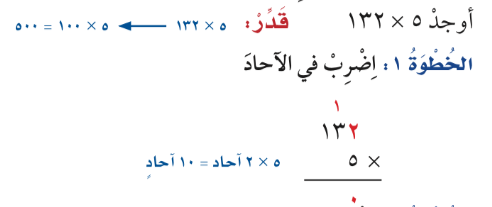 أوجدْ ٥ × ١٣٢ قَدِّرْ: ٥ × ١٣٢ ← ٥ × ١٠٠ = ٥٠٠
الخُطْوَةُ ١: اِضْرِبْ في الآحادَ
١
١٣٢
× ٥ ٥ × ٢ آحاد = ١٠ آحادٍ